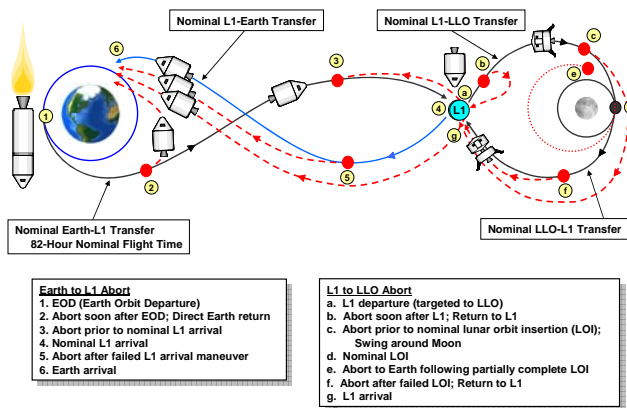 Nominal L1-Earth Transfer
Nominal L1-LLO Transfer
6
3
c
b
e
a
1
4
L1
g
2
5
f
Nominal Earth-L1 Transfer
82-Hour Nominal Flight Time
Nominal LLO-L1 Transfer
Earth to L1 Abort
1. EOD (Earth Orbit Departure)
2. Abort soon after EOD; Direct Earth return
3. Abort prior to nominal L1 arrival
4. Nominal L1 arrival
5. Abort after failed L1 arrival maneuver
6. Earth arrival
L1 to LLO Abort
a. L1 departure (targeted to LLO)
b. Abort soon after L1; Return to L1
c. Abort prior to nominal lunar orbit insertion (LOI);
Swing around Moon
d. Nominal LOI
e. Abort to Earth following partially complete LOI
f. Abort after failed LOI; Return to L1
g. L1 arrival